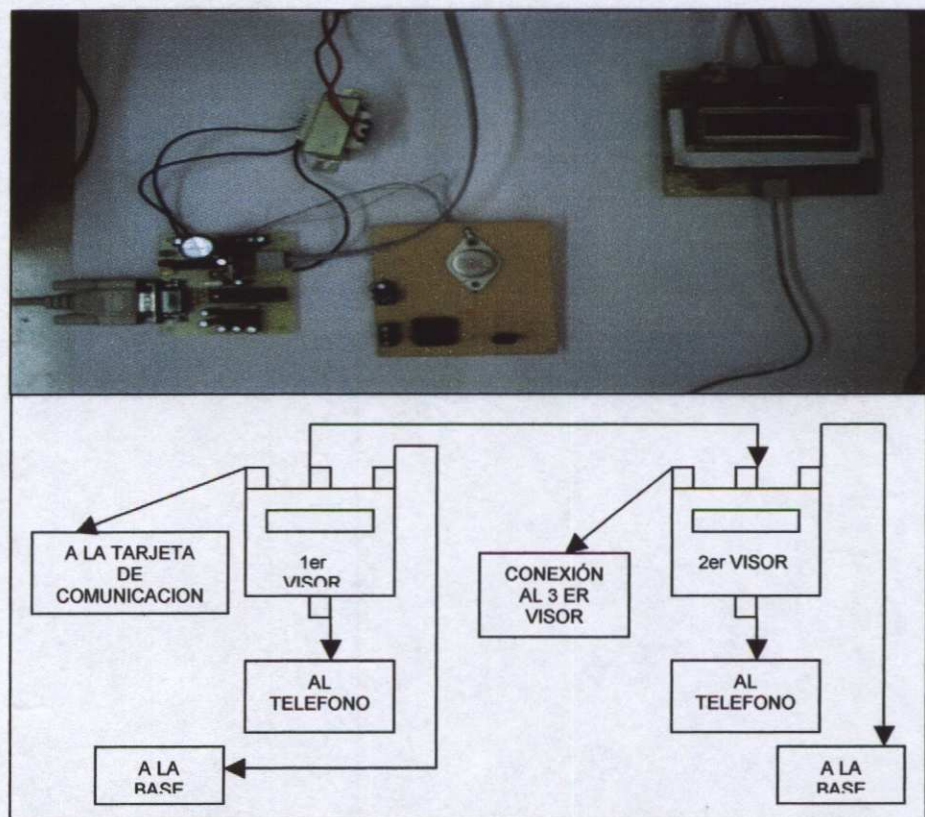 A LA TARJETA
DE
COMUNICACION
1er
VISOR
CONEXIÓN
AL 3 ER
VISOR
2er VISOR
AL
TELEFONO
AL
TELEFONO
A LA
BASE
A LA
BASE